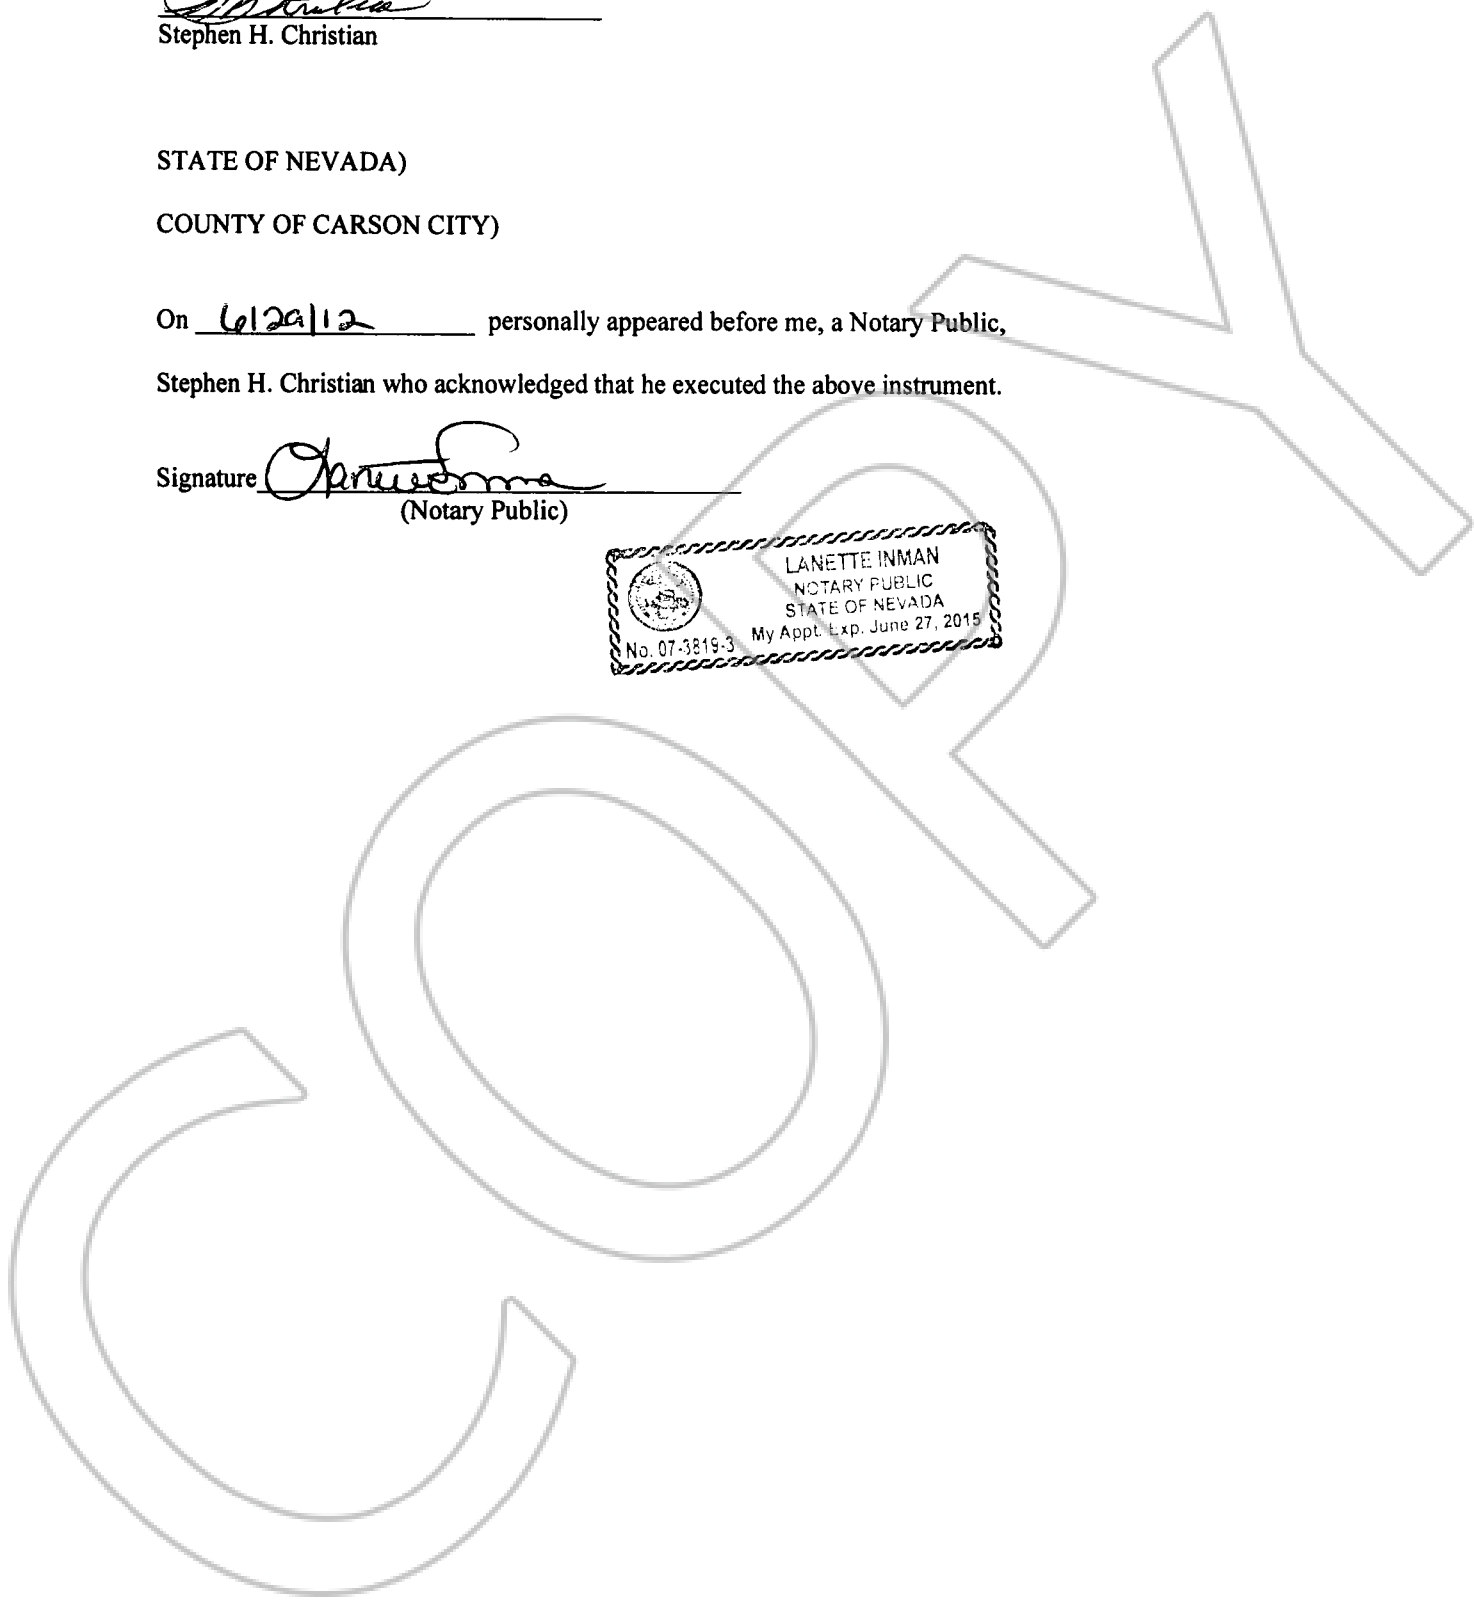 Stephen H. Christian
STATE OF NEVADA)
COUNTY OF CARSON CITY)
On 6/29/12 personally appeared before me, a Notary Public,
Stephen H. Christian who acknowledged that he executed the above instrument.
Signature Lanette Inman
(Notary Public)
LANETTE INMAN
NOTARY PUBLIC
STATE OF NEVADA
No. 07-3819-3 My Appt. Exp. June 27, 2015
COPY